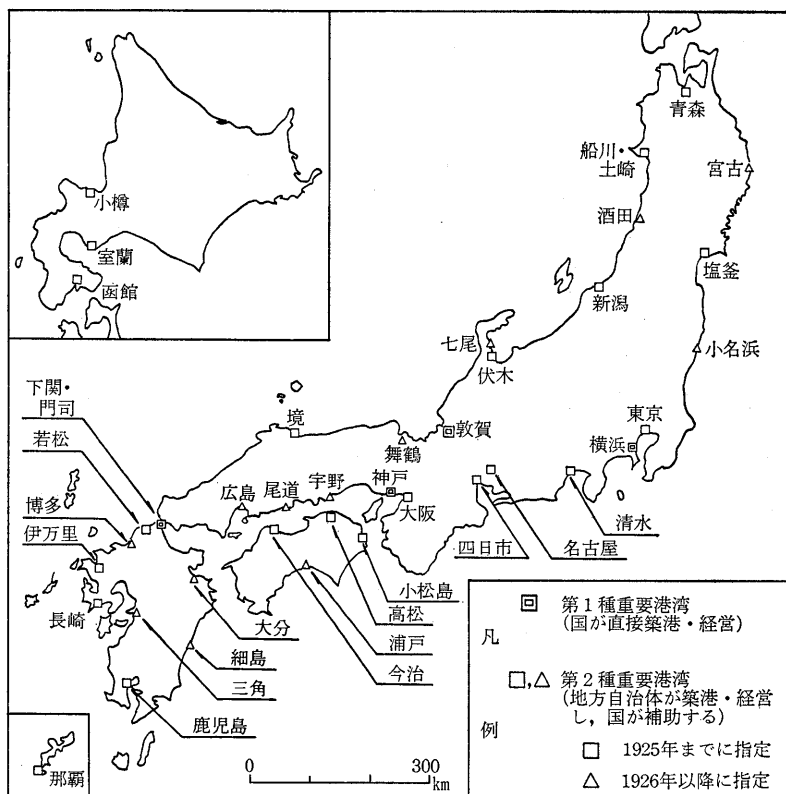 青森
船川・
土崎
宮古
酒田
小樽
塩釜
室蘭
函館
新潟
七尾
伏木
小名浜
下関・
門司
境
敦賀
東京
若松
舞鶴
横浜
博多
広島
尾道
宇野
神戸
大阪
伊万里
清水
四日市
名古屋
小松島
長崎
大分
高松
細島
浦戸
三角
今治
鹿児島
那覇
0
300
km
凡
例
第1種重要港湾
(国が直接築港・経営)
第2種重要港湾
(地方自治体が築港・経営
し,国が補助する)
1925年までに指定
1926年以降に指定